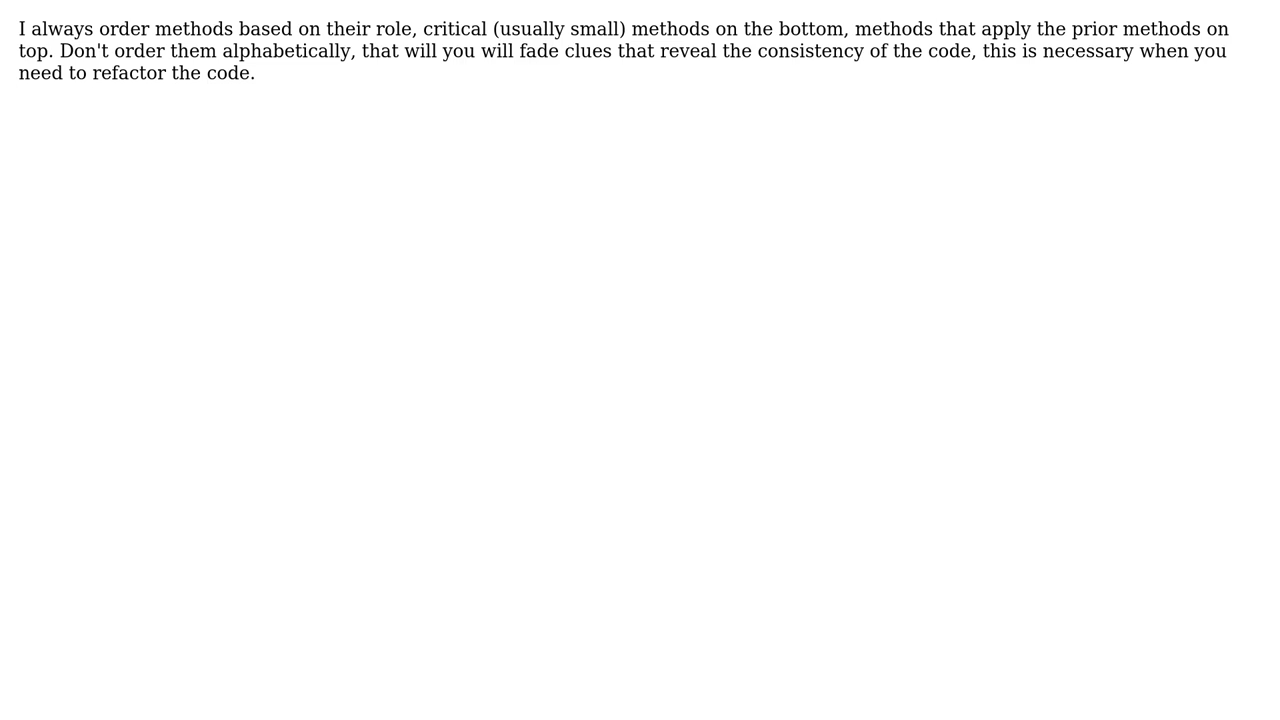 I always order methods based on their role, critical (usually small) methods on the bottom, methods that apply the prior methods on
top. Don't order them alphabetically, that will you will fade clues that reveal the consistency of the code, this is necessary when you
need to refactor the code.